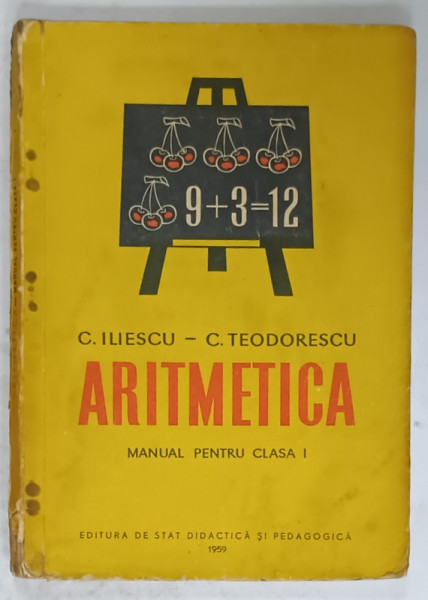 9+3=12
C. ILIESCU – C. TEODORESCU
ARITMETICA
MANUAL PENTRU CLASA I
EDITURA DE STAT DIDACTICĂ ȘI PEDAGOGICĂ
1959